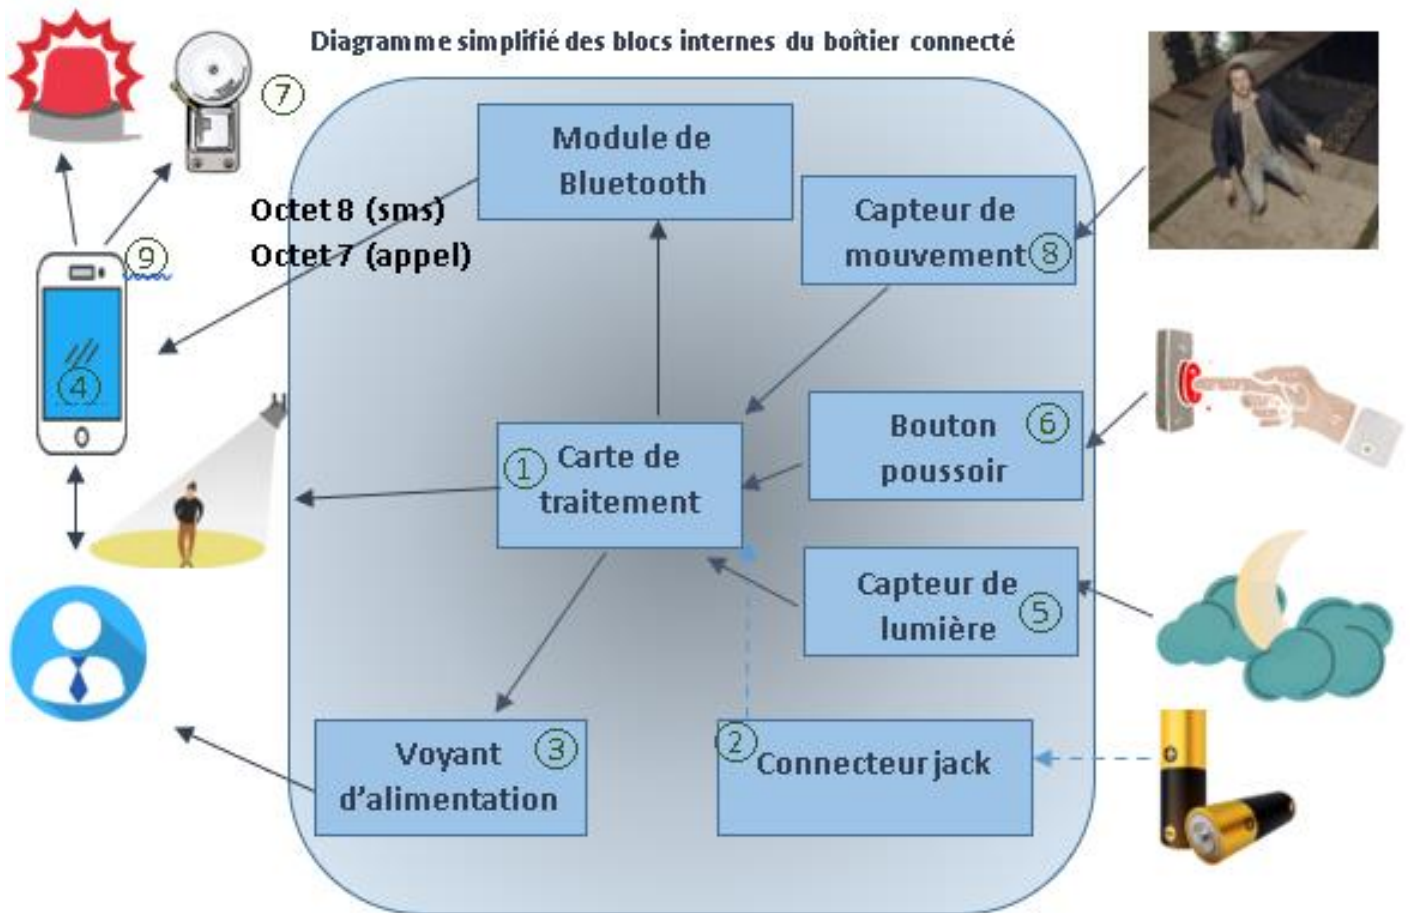 Diagramme simplifié des blocs internes du boîtier connecté
7
Module de
Bluetooth
Octet 8 (sms)
Octet 7 (appel)
Capteur de
mouvement 8
9
4
Bouton 6
poussoir
1 Carte de
traitement
Capteur de
lumière 5
Voyant 3
d'alimentation
2
Connecteur jack